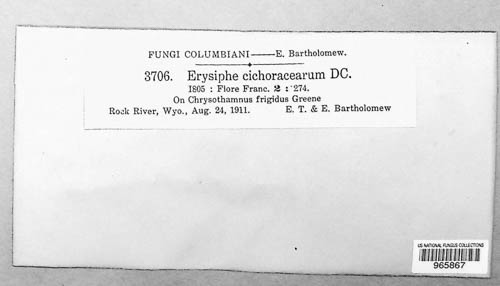 FUNGI COLUMBIANI—E. Bartholomew.
3706. Erysiphe cichoracearum DC.
1805 : Flore Franc. 2 : 274.
On Chrysothamnus frigidus Greene
Rock River, Wyo., Aug. 24, 1911. E. T. & E. Bartholomew
US NATIONAL FUNGUS COLLECTIONS
965867